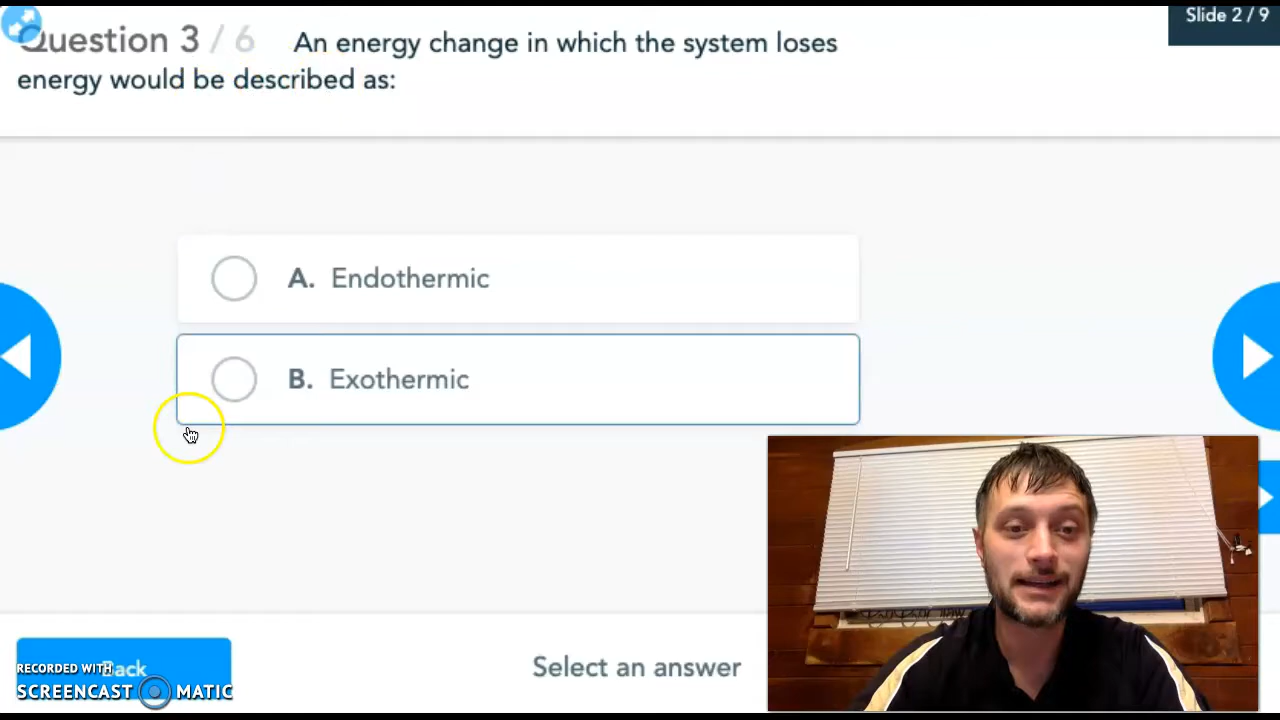 Question 3 / 6 An energy change in which the system loses
energy would be described as:
Slide 2 / 9
A. Endothermic
B. Exothermic
Back
Select an answer
RECORDED WITH
SCREENCAST MATIC